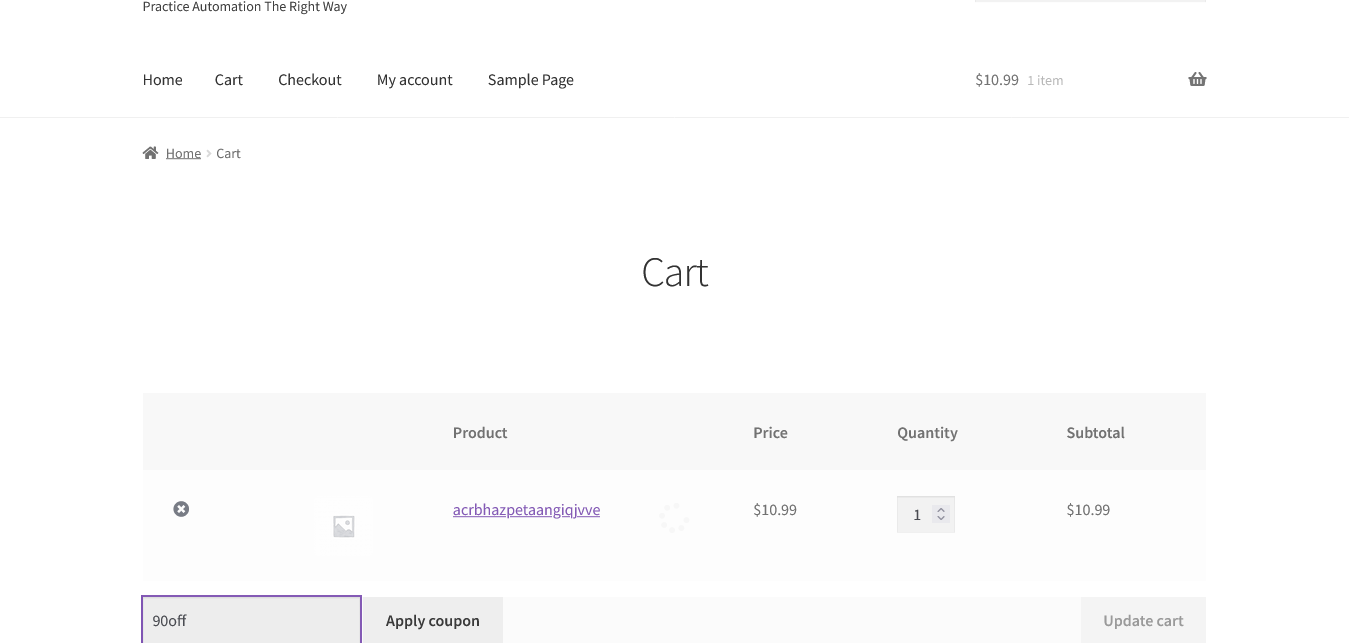 Practice Automation The Right Way
Home Cart Checkout My account Sample Page $10.99 1 item
Home Cart
Cart
Product Price Quantity Subtotal
acrbhazpetaangiqjvve $10.99 1 $10.99
90off Apply coupon Update cart